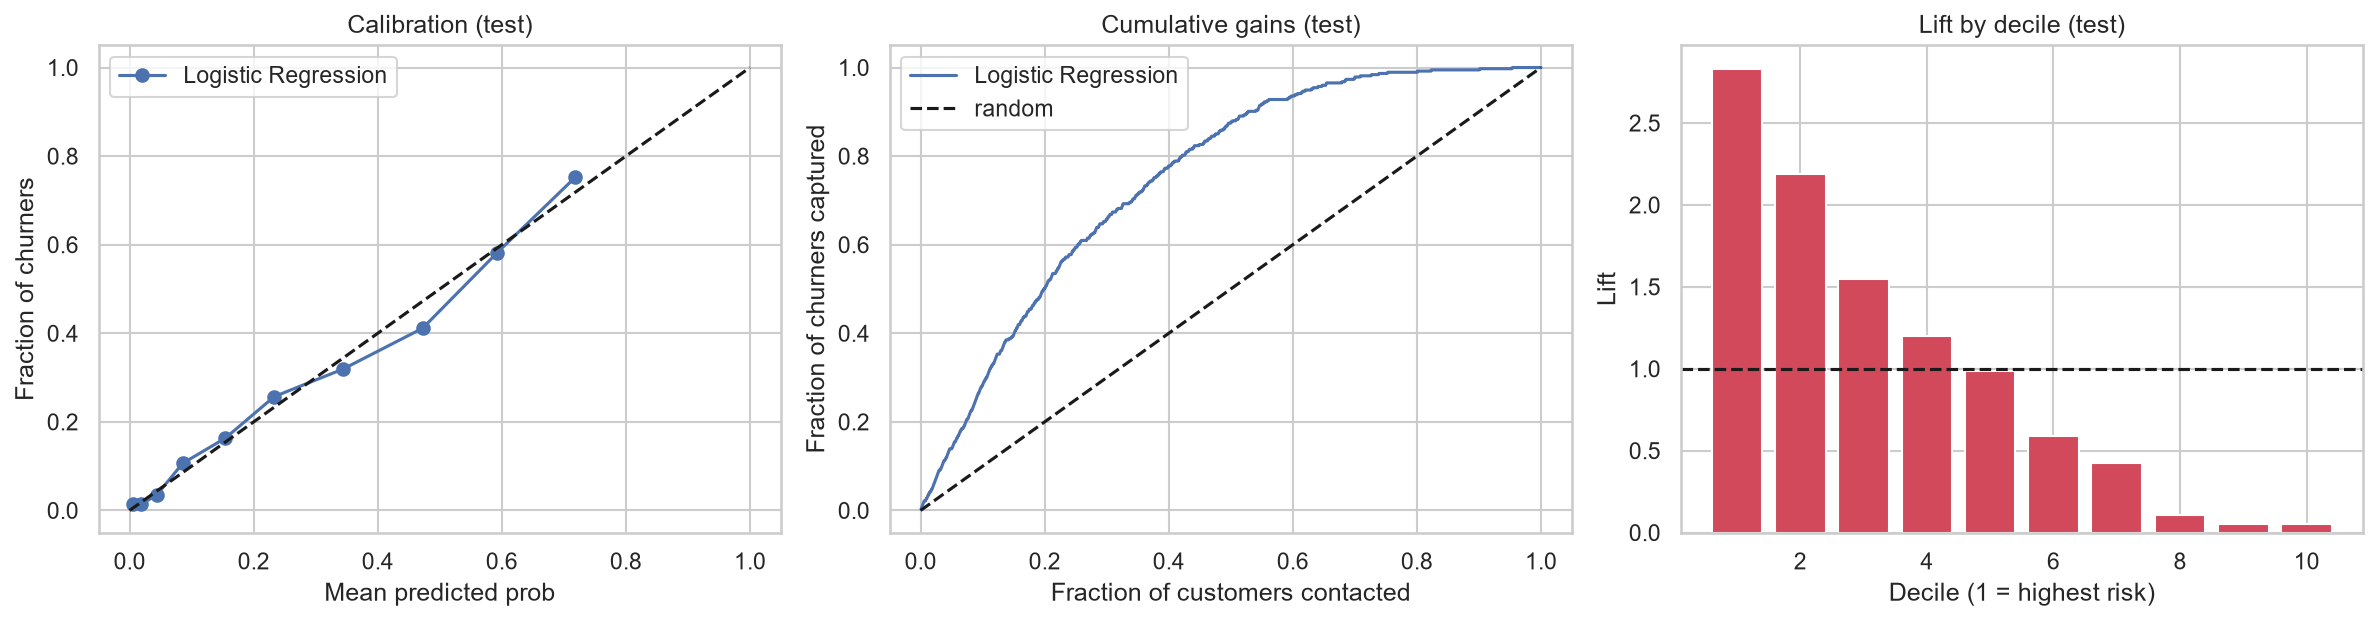 Calibration (test)
Logistic Regression
1.0
0.8
0.6
0.4
0.2
0.0
Fraction of churners
0.0 0.2 0.4 0.6 0.8 1.0
Mean predicted prob
Cumulative gains (test)
Logistic Regression
random
1.0
0.8
0.6
0.4
0.2
0.0
Fraction of churners captured
0.0 0.2 0.4 0.6 0.8 1.0
Fraction of customers contacted
Lift by decile (test)
2.5
2.0
1.5
1.0
0.5
0.0
Lift
2 4 6 8 10
Decile (1 = highest risk)